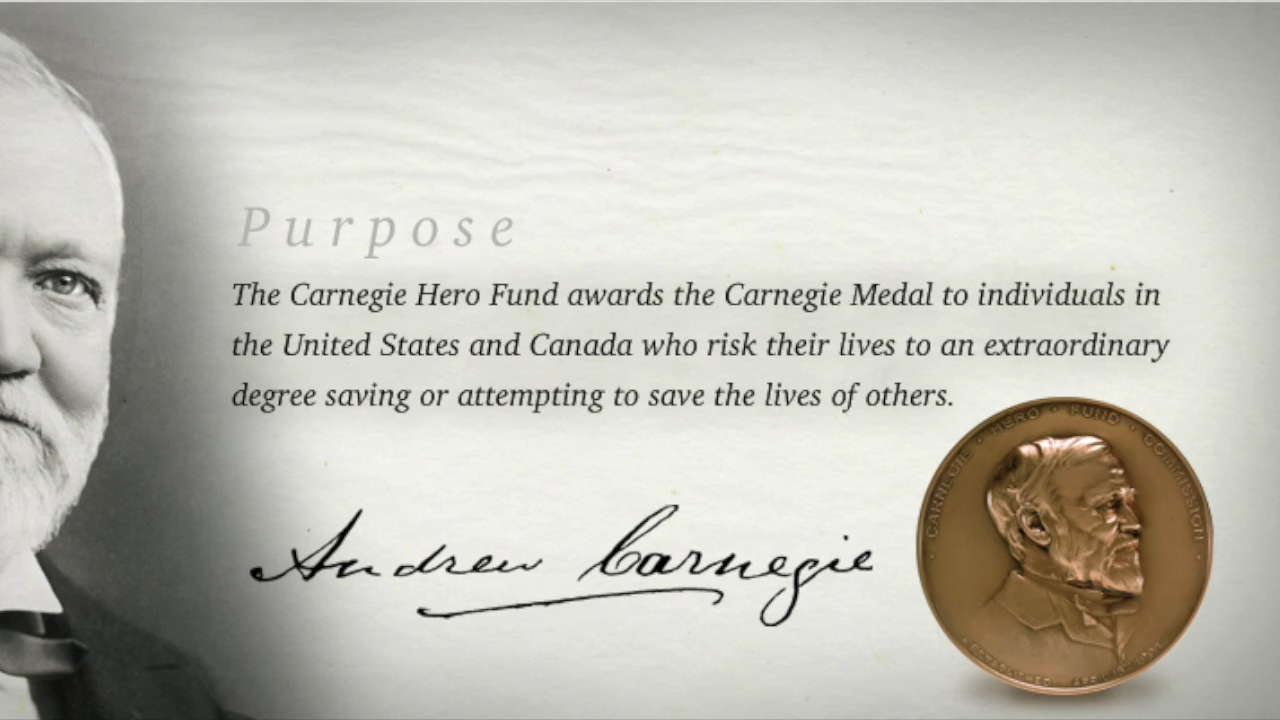 Purpose
The Carnegie Hero Fund awards the Carnegie Medal to individuals in
the United States and Canada who risk their lives to an extraordinary
degree saving or attempting to save the lives of others.
Andrew Carnegie
CARNEGIE · HERO · FUND · COMMISSION
ESTABLISHED · APRIL